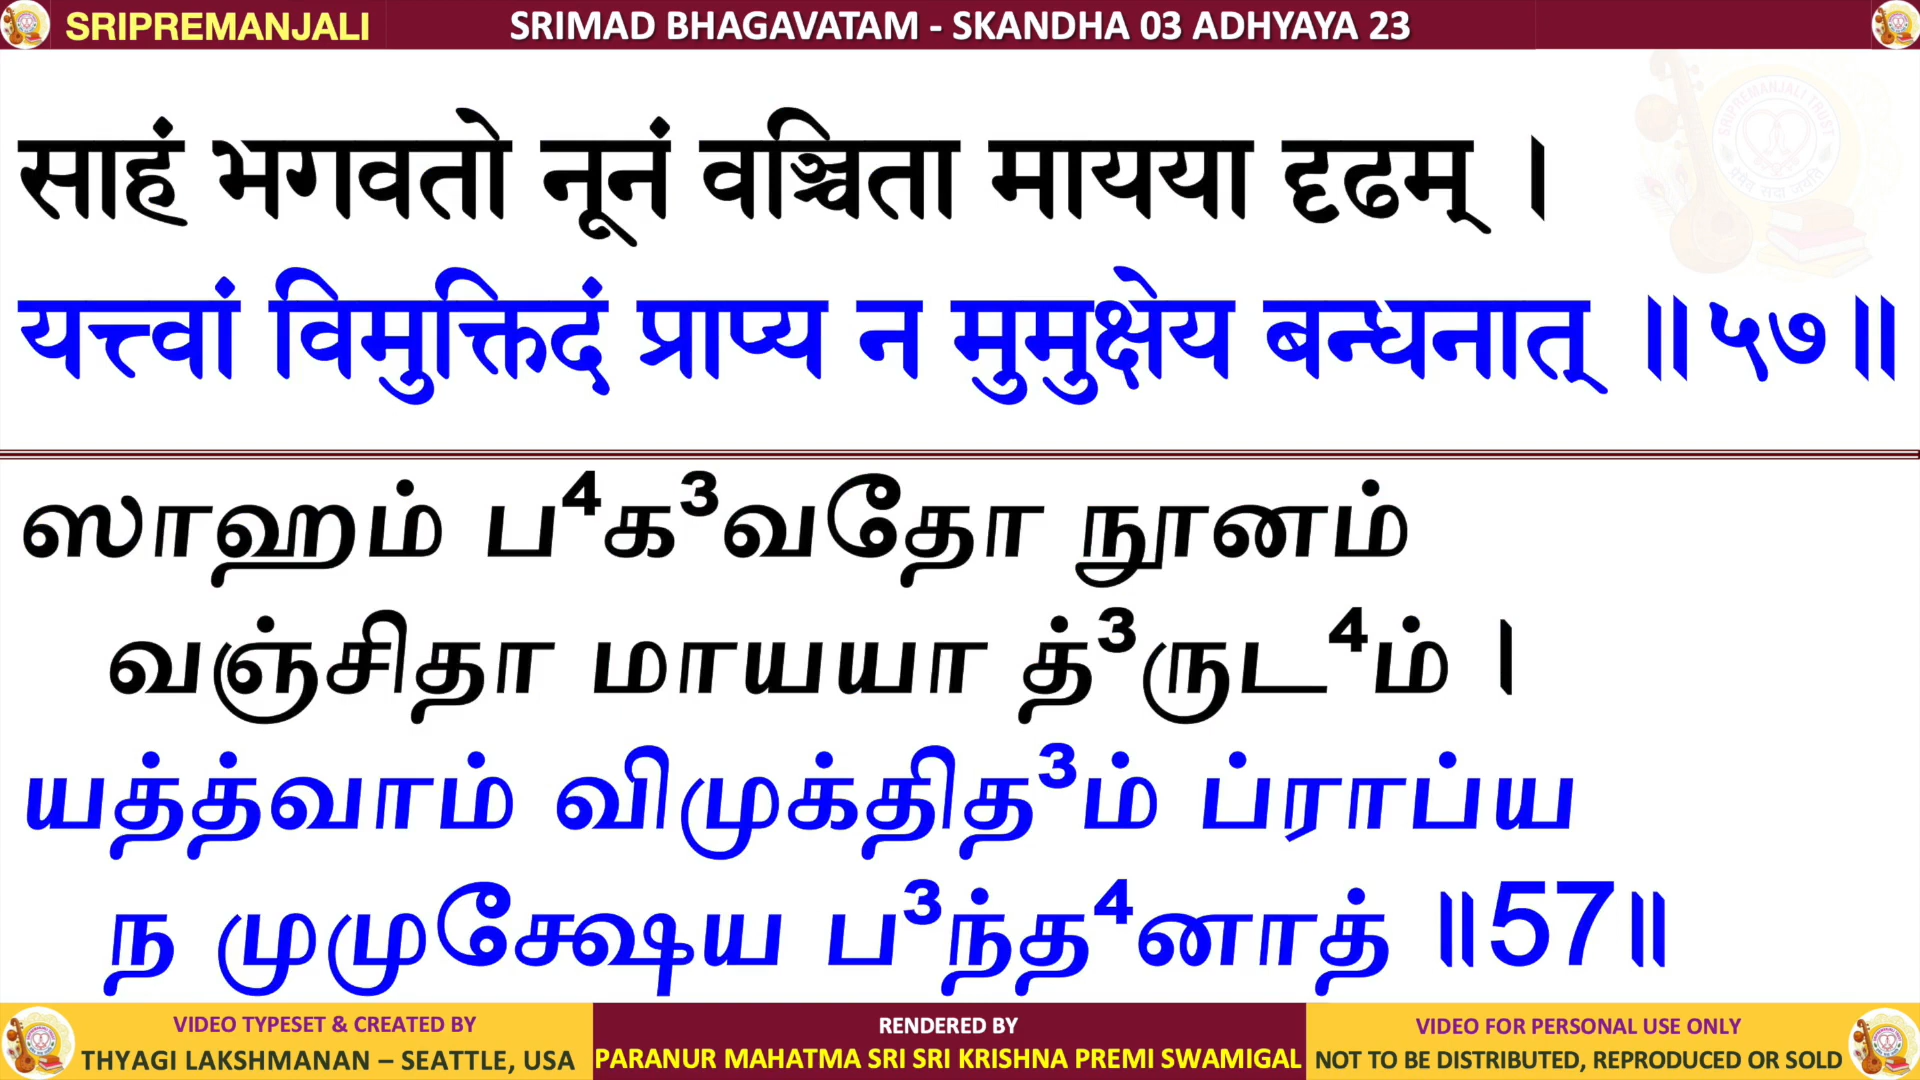 SRIPREMANJALI
SRIMAD BHAGAVATAM - SKANDHA 03 ADHYAYA 23
साहं भगवतो नूनं वञ्चिता मायया दृढम् ।
यत्त्वां विमुक्तिदं प्राप्य न मुमुक्षेय बन्धनात् ॥५७॥
ஸாஹம் ப⁴க³வதோ நூனம்
வஞ்சிதா மாயயா த்³ருட⁴ம் ।
யத்த்வாம் விமுக்தித³ம் ப்ராப்ய
ந முமுக்ஷேய ப³ந்த⁴னாத் ॥57॥
VIDEO TYPESET & CREATED BY
THYAGI LAKSHMANAN – SEATTLE, USA
RENDERED BY
PARANUR MAHATMA SRI SRI KRISHNA PREMI SWAMIGAL
VIDEO FOR PERSONAL USE ONLY
NOT TO BE DISTRIBUTED, REPRODUCED OR SOLD